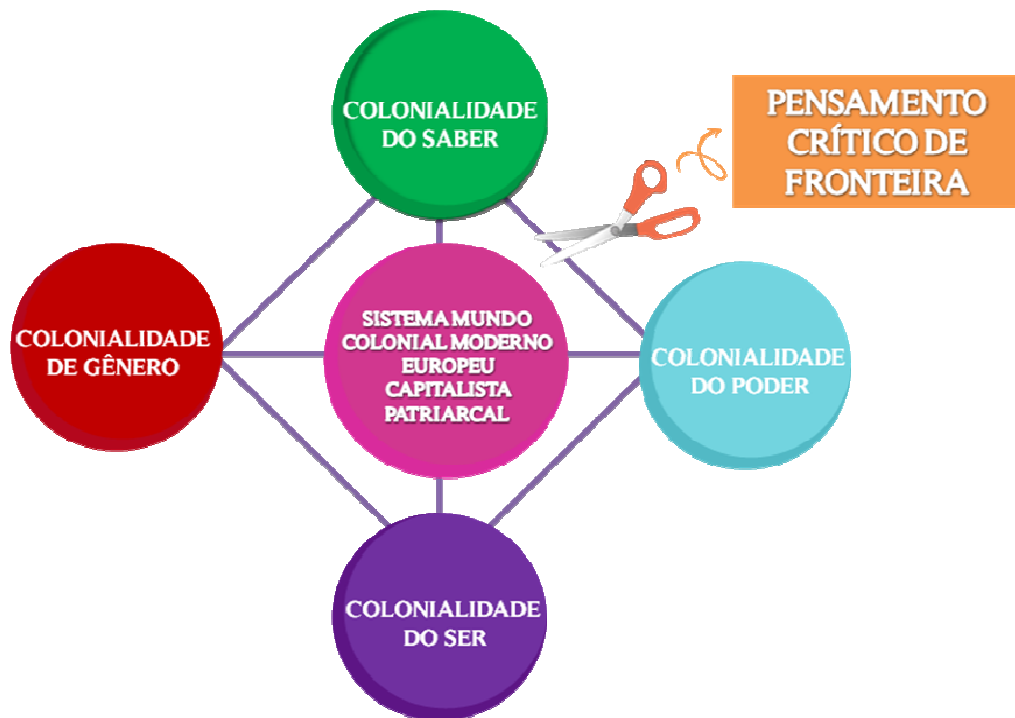 COLONIALIDADE
DO SABER
PENSAMENTO
CRÍTICO DE
FRONTEIRA
COLONIALIDADE
DE GÊNERO
SISTEMA MUNDO
COLONIAL MODERNO
EUROPEU
CAPITALISTA
PATRIARCAL
COLONIALIDADE
DO PODER
COLONIALIDADE
DO SER